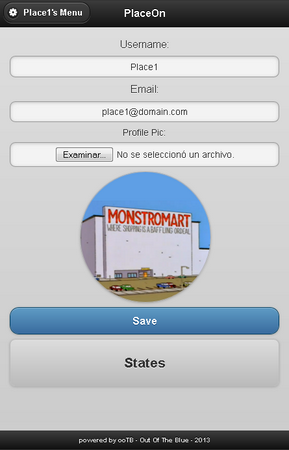 Place1's Menu
PlaceOn
Username:
Place1
Email:
place1@domain.com
Profile Pic:
Examinar... No se seleccionó un archivo.
MONSTROMART
WHERE SHOPPING IS A BAFFLING ORDEAL
Save
States
powered by ooTB - Out Of The Blue - 2013